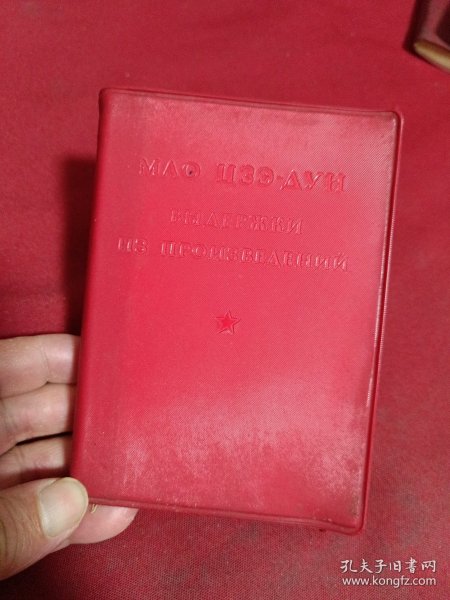 МАО ЦЗЭ-ДУН
ВЫДЕРЖКИ
ИЗ ПРОИЗВЕДЕНИЙ
孔夫子旧书网
www.kongfz.com